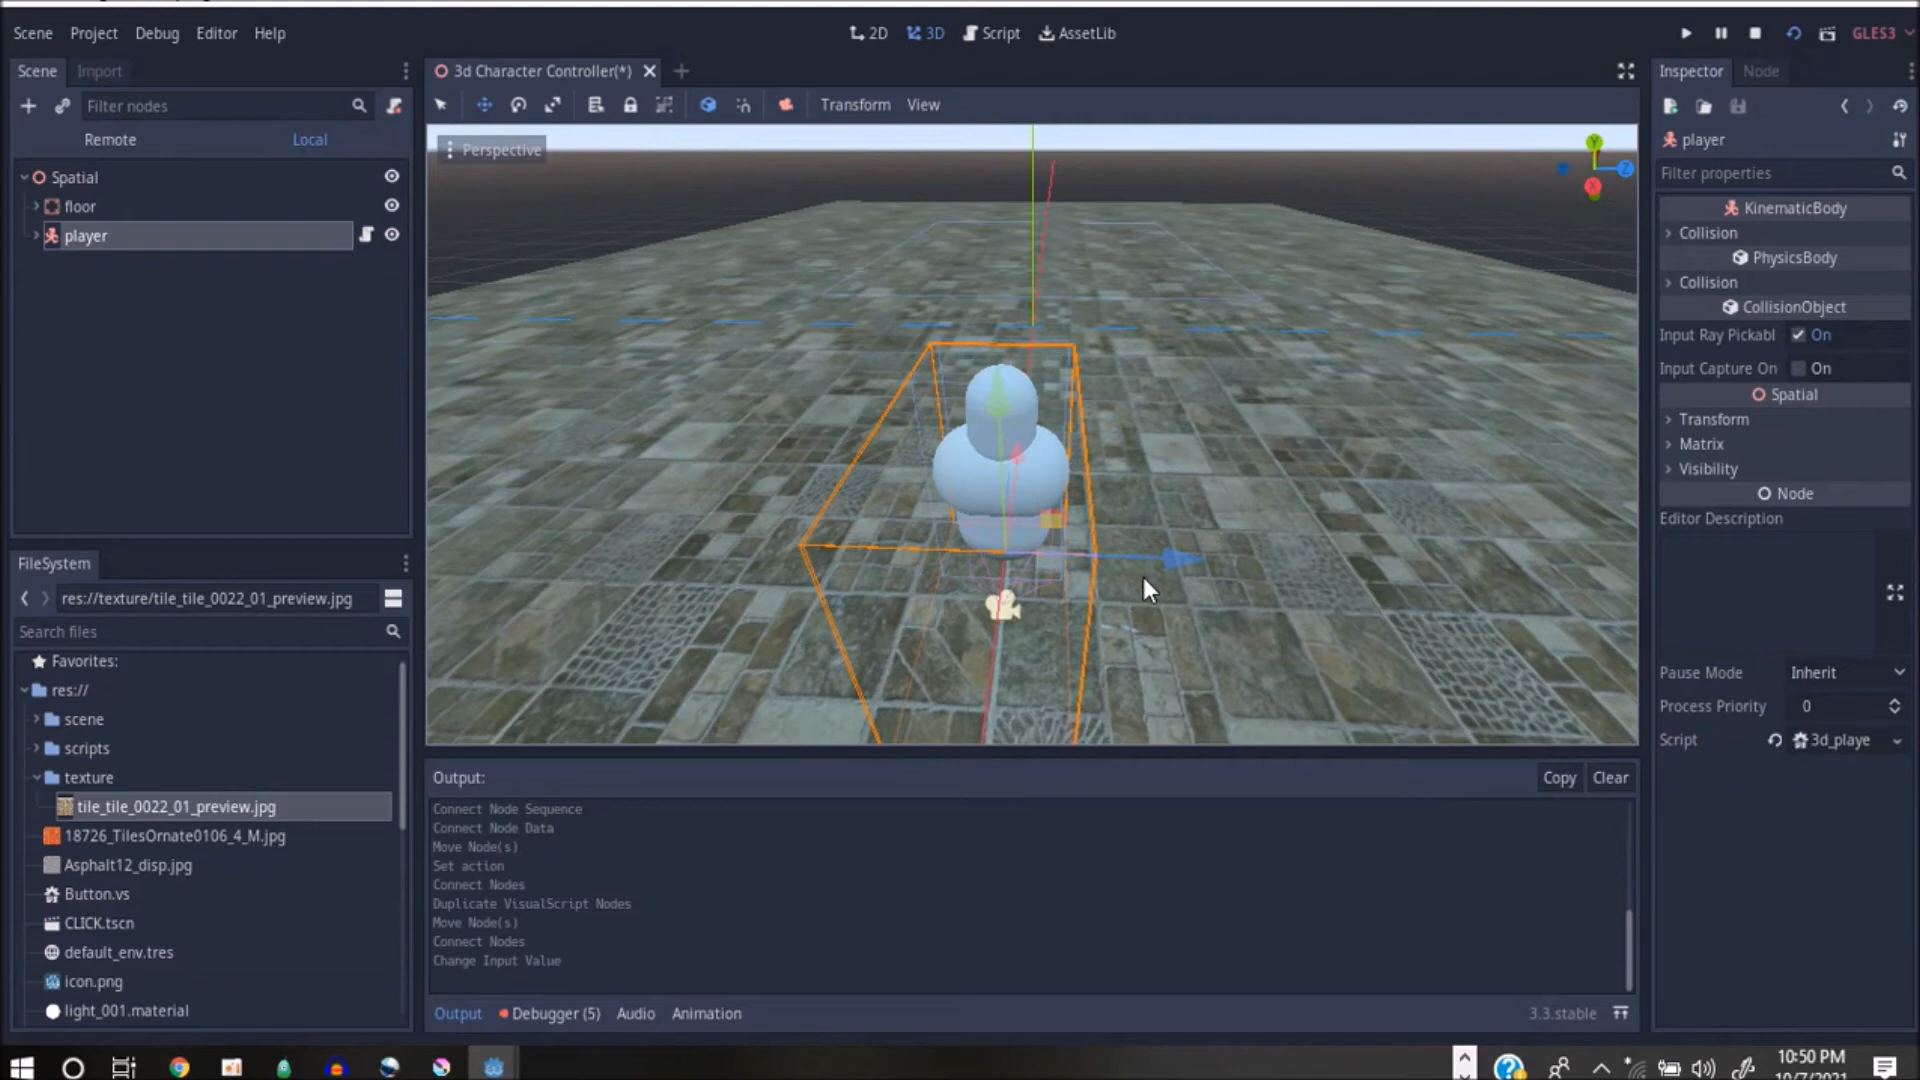 Scene Project Debug Editor Help
2D 3D Script AssetLib
GLES3
Scene Import
3d Character Controller(*)
Inspector Node
Filter nodes
Transform View
Remote Local
Perspective
Y
Z
X
Spatial
floor
player
player
Filter properties
KinematicBody
Collision
PhysicsBody
Collision
CollisionObject
Input Ray Pickabl On
Input Capture On On
Spatial
Transform
Matrix
Visibility
Node
Editor Description
Pause Mode Inherit
Process Priority 0
Script 3d_playe
FileSystem
res://texture/tile_tile_0022_01_preview.jpg
Search files
Favorites:
res://
scene
scripts
texture
tile_tile_0022_01_preview.jpg
18726_TilesOrnate0106_4_M.jpg
Asphalt12_disp.jpg
Button.vs
CLICK.tscn
default_env.tres
icon.png
light_001.material
Output: Copy Clear
Connect Node Sequence
Connect Node Data
Move Node(s)
Set action
Connect Nodes
Duplicate VisualScript Nodes
Move Node(s)
Connect Nodes
Change Input Value
Output Debugger (5) Audio Animation 3.3.stable
10:50 PM
10/7/2021